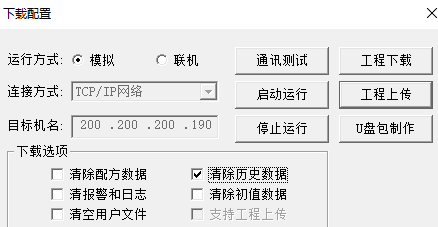 下载配置
运行方式: 模拟 联机 通讯测试 工程下载
连接方式: TCP/IP网络 启动运行 工程上传
目标机名: 200 .200 .200 .190 停止运行 U盘包制作
下载选项
清除配方数据 清除历史数据
清报警和日志 清除初值数据
清空用户文件 支持工程上传